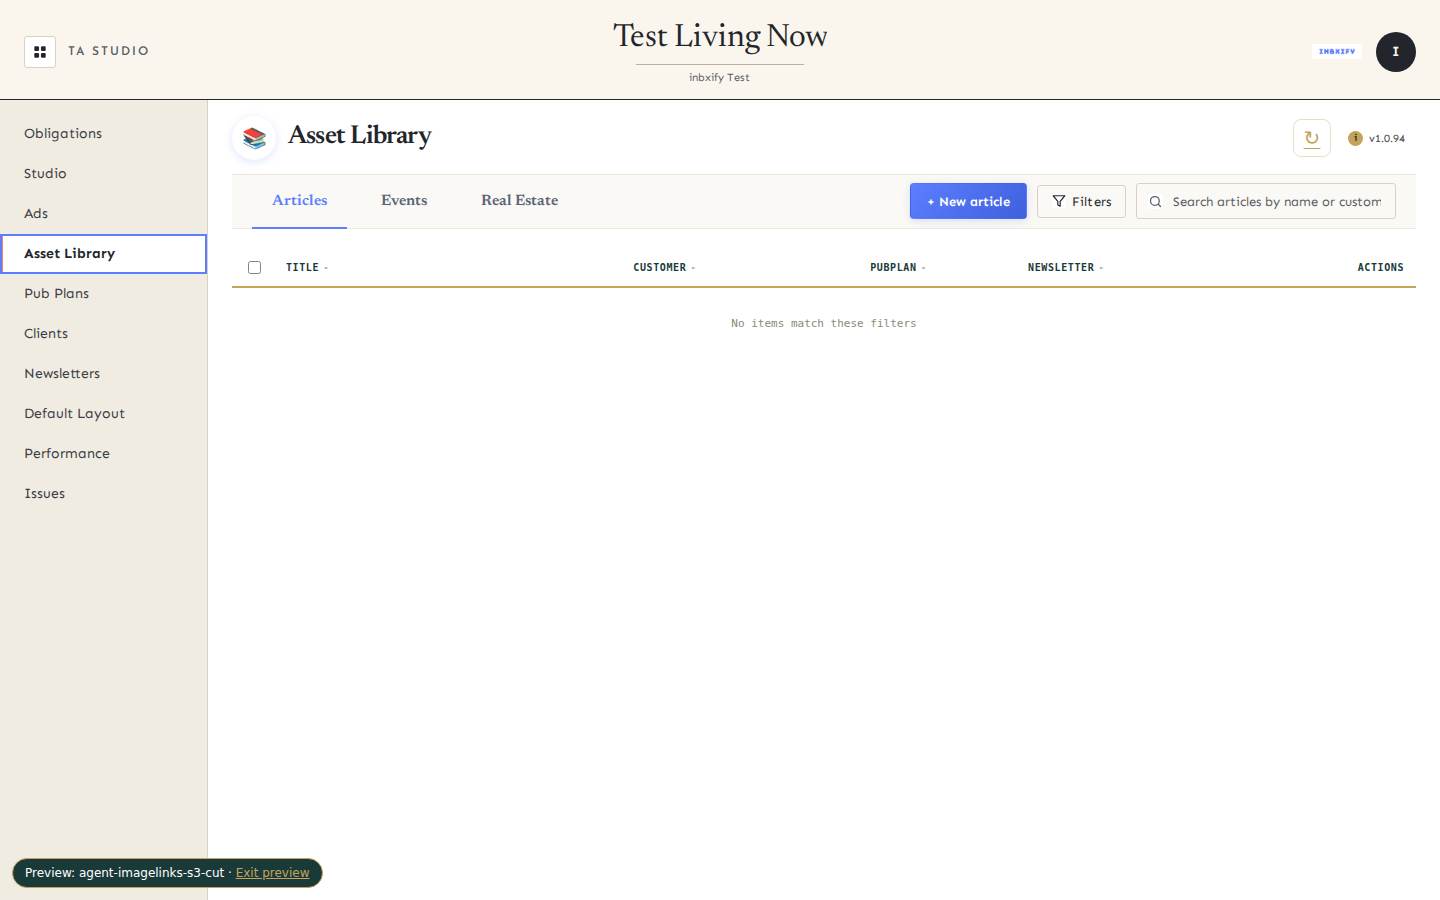 TA STUDIO
Test Living Now
inbxify Test
INBXIFY
I
Obligations
Studio
Ads
Asset Library
Pub Plans
Clients
Newsletters
Default Layout
Performance
Issues
Asset Library
↻
i v1.0.94
Articles Events Real Estate
+ New article
Filters
Search articles by name or custom
TITLE - CUSTOMER - PUBPLAN - NEWSLETTER - ACTIONS
No items match these filters
Preview: agent-imagelinks-s3-cut · Exit preview